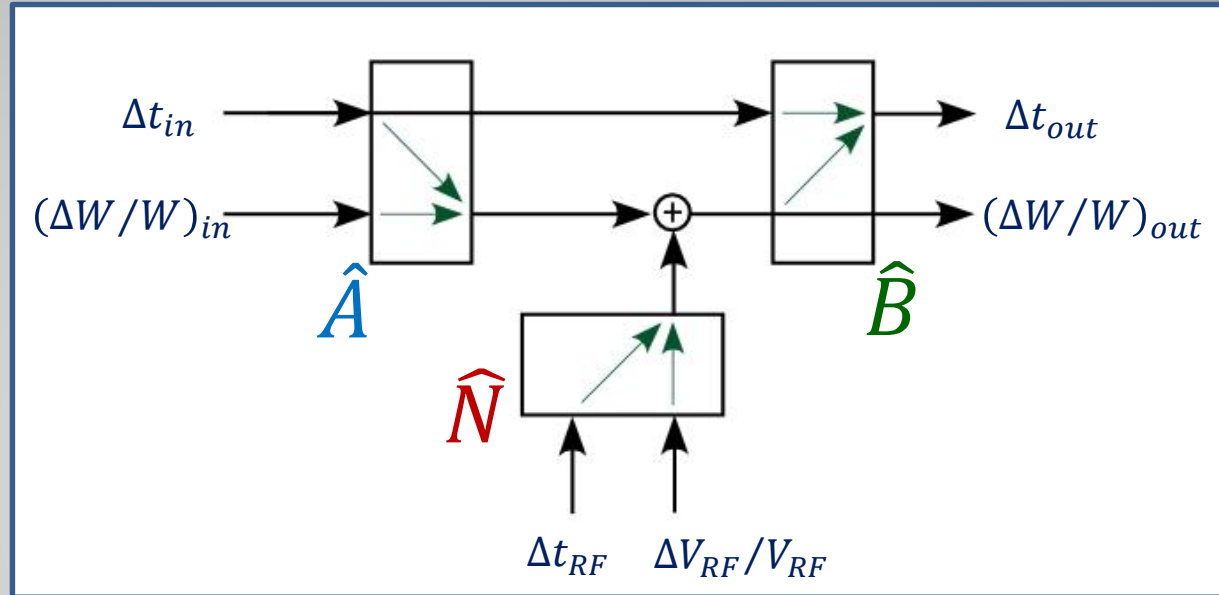 Δt_in
Δt_out
(ΔW/W)_in
+
(ΔW/W)_out
Â
B̂
N̂
Δt_RF ΔV_RF/V_RF